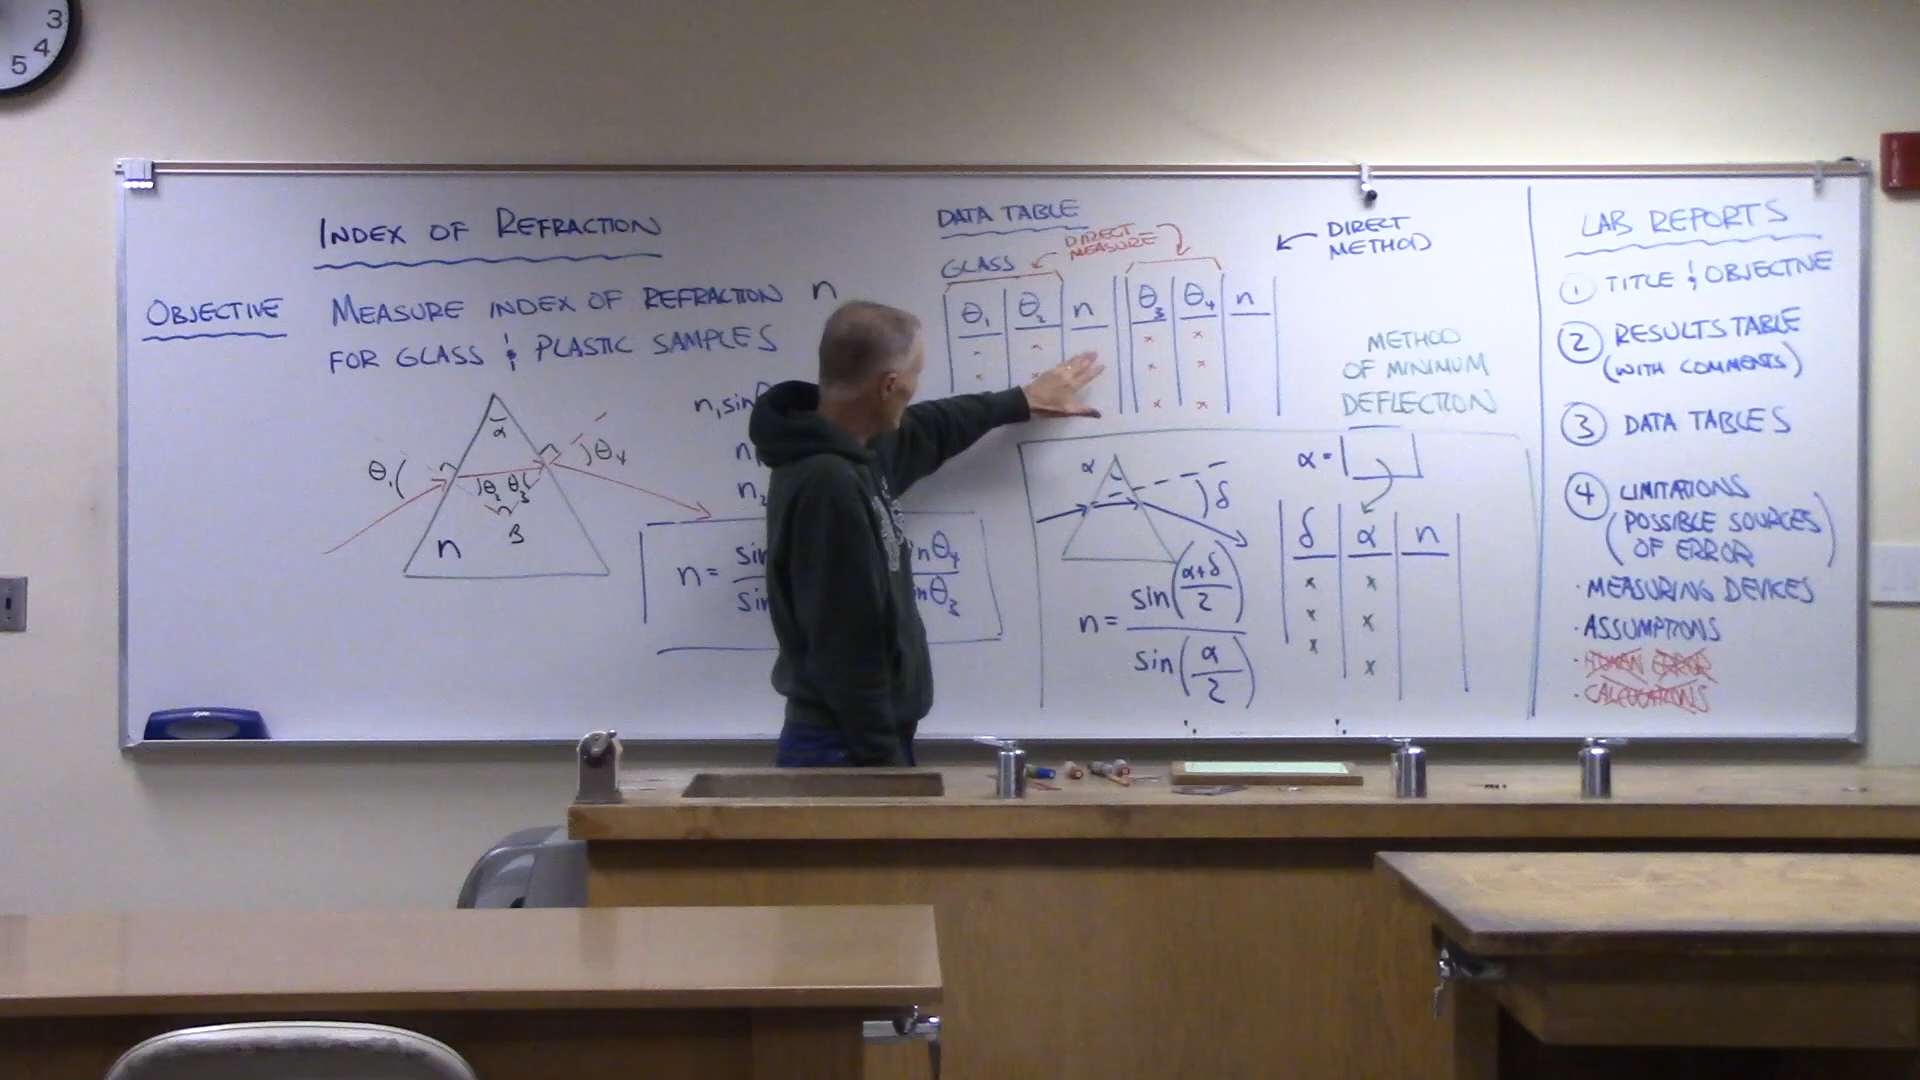 3
4
5
INDEX OF REFRACTION
OBJECTIVE MEASURE INDEX OF REFRACTION n
FOR GLASS & PLASTIC SAMPLES
α
θ₁
θ₂ θ₃
θ₄
β
n
n₁sin
n
n₂
n = sin nθ₄
sin nθ₃
DATA TABLE
DIRECT MEASURE
GLASS
θ₁ θ₂ n θ₃ θ₄ n
x x
x x
x x
DIRECT
METHOD
METHOD
OF MINIMUM
DEFLECTION
α
δ
α =
n = sin((α+δ)/2)
sin(α/2)
δ α n
x x
x x
x x
LAB REPORTS
① TITLE & OBJECTIVE
② RESULTS TABLE
(WITH COMMENTS)
③ DATA TABLES
④ LIMITATIONS
(POSSIBLE SOURCES
OF ERROR)
· MEASURING DEVICES
· ASSUMPTIONS
· HUMAN ERROR
· CALCULATIONS